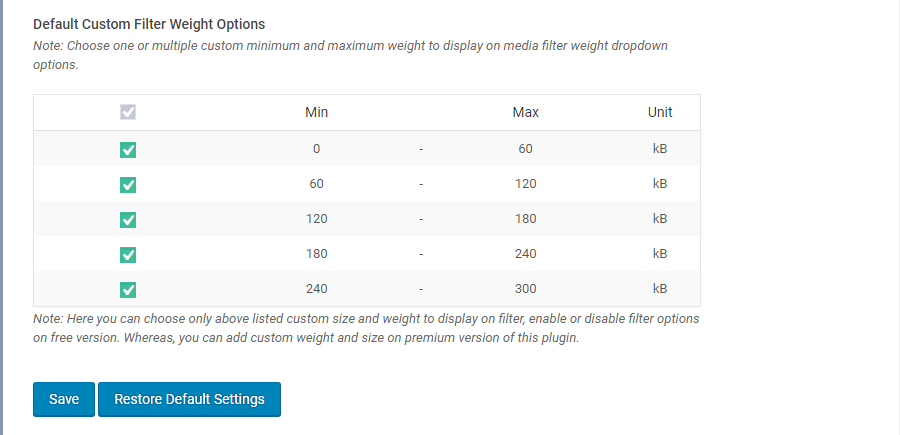 Default Custom Filter Weight Options
Note: Choose one or multiple custom minimum and maximum weight to display on media filter weight dropdown
options.
Min Max Unit
0 - 60 kB
60 - 120 kB
120 - 180 kB
180 - 240 kB
240 - 300 kB
Note: Here you can choose only above listed custom size and weight to display on filter, enable or disable filter options
on free version. Whereas, you can add custom weight and size on premium version of this plugin.
Save Restore Default Settings